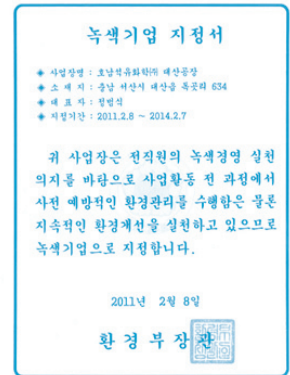 녹색기업 지정서
◈ 사업장명 : 호남석유화학㈜ 대산공장
◈ 소 재 지 : 충남 서산시 대산읍 독곶리 634
◈ 대 표 자 : 정범식
◈ 지정기간 : 2011.2.8 ~ 2014.2.7
귀 사업장은 전직원의 녹색경영 실천
의지를 바탕으로 사업활동 전 과정에서
사전 예방적인 환경관리를 수행함은 물론
지속적인 환경개선을 실천하고 있으므로
녹색기업으로 지정합니다.
2011년 2월 8일
환경부장관